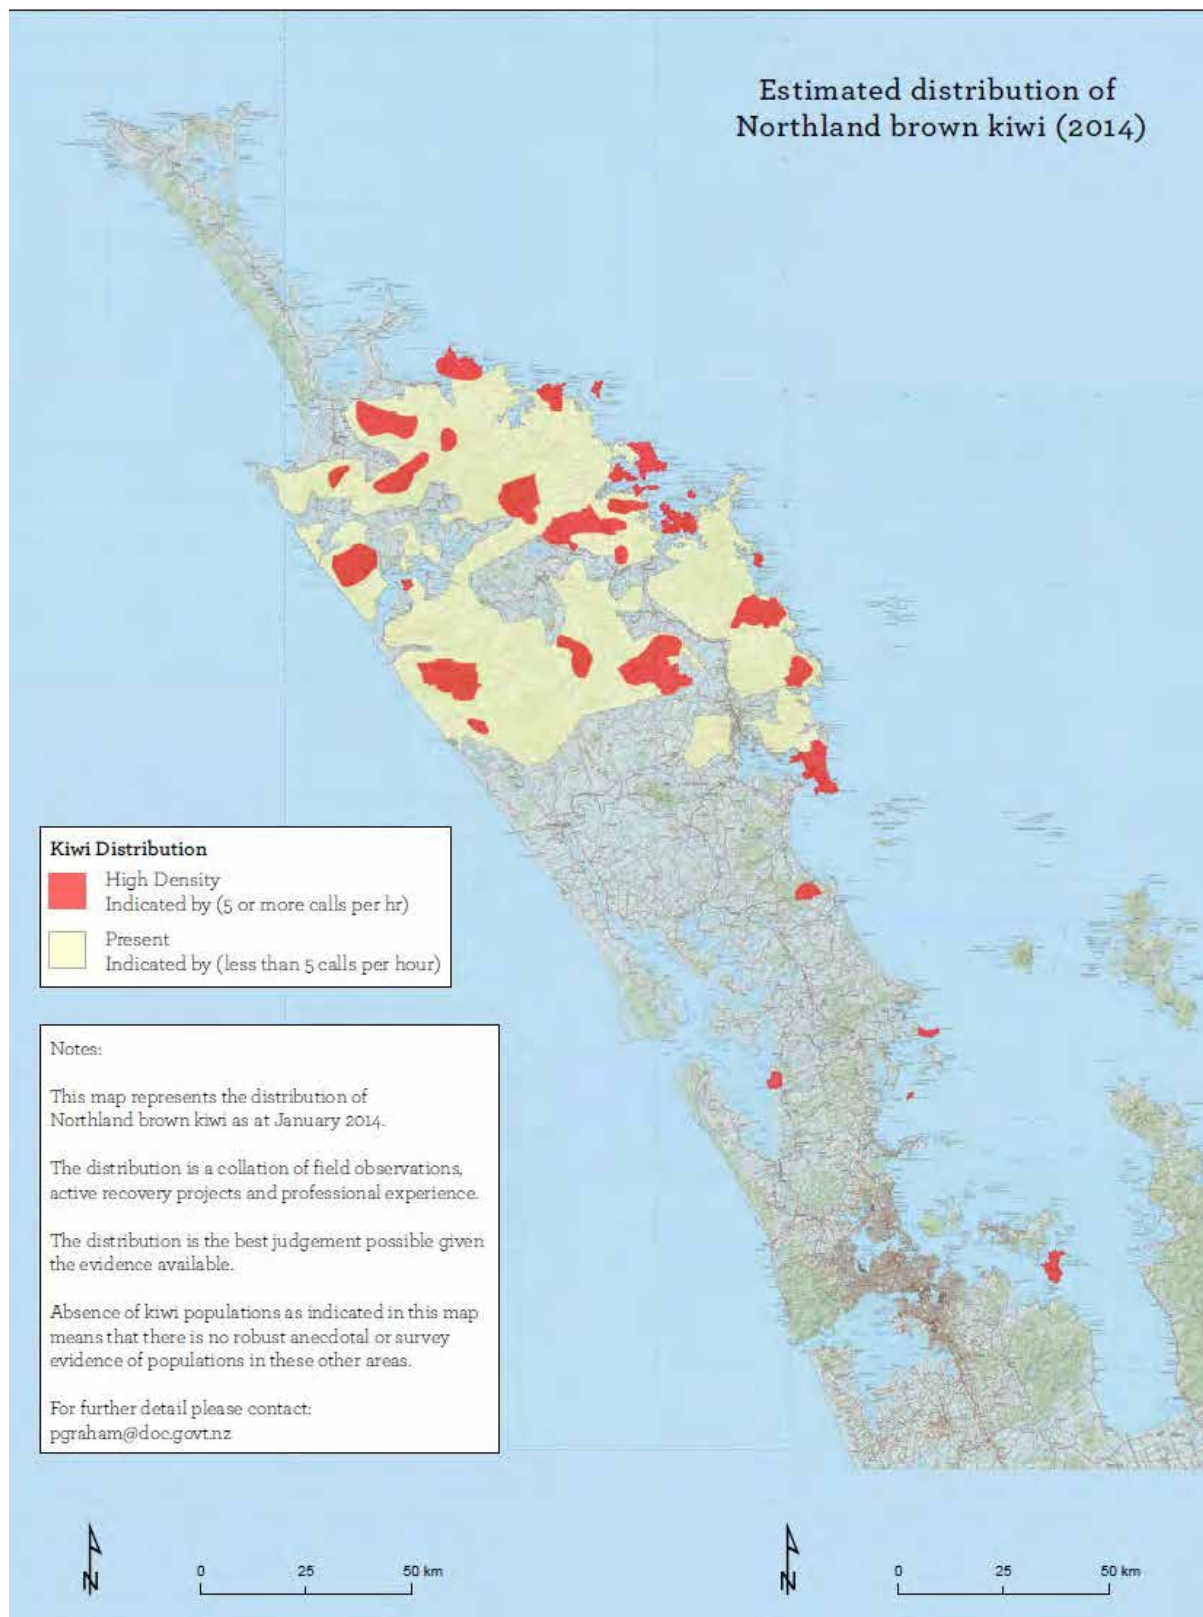 Estimated distribution of
Northland brown kiwi (2014)
Kiwi Distribution
High Density
Indicated by (5 or more calls per hr)
Present
Indicated by (less than 5 calls per hour)
Notes:
This map represents the distribution of
Northland brown kiwi as at January 2014.
The distribution is a collation of field observations,
active recovery projects and professional experience.
The distribution is the best judgement possible given
the evidence available.
Absence of kiwi populations as indicated in this map
means that there is no robust anecdotal or survey
evidence of populations in these other areas.
For further detail please contact:
pgraham@doc.govt.nz
N
0 25 50 km
N
0 25 50 km